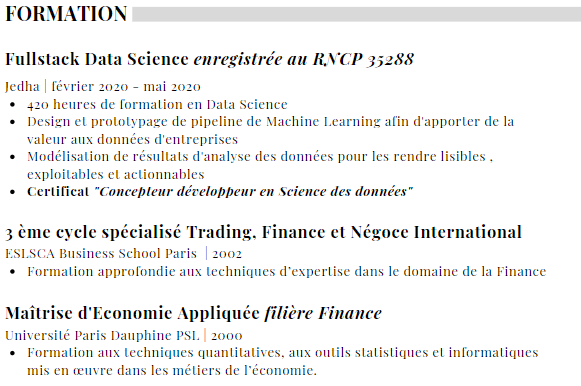 FORMATION
Fullstack Data Science enregistrée au RNCP 35288
Jedha | février 2020 - mai 2020
• 420 heures de formation en Data Science
• Design et prototypage de pipeline de Machine Learning afin d'apporter de la
valeur aux données d'entreprises
• Modélisation de résultats d'analyse des données pour les rendre lisibles ,
exploitables et actionnables
• Certificat "Concepteur développeur en Science des données"
3 ème cycle spécialisé Trading, Finance et Négoce International
ESLSCA Business School Paris | 2002
• Formation approfondie aux techniques d'expertise dans le domaine de la Finance
Maîtrise d'Economie Appliquée filière Finance
Université Paris Dauphine PSL | 2000
• Formation aux techniques quantitatives, aux outils statistiques et informatiques
mis en œuvre dans les métiers de l'économie.